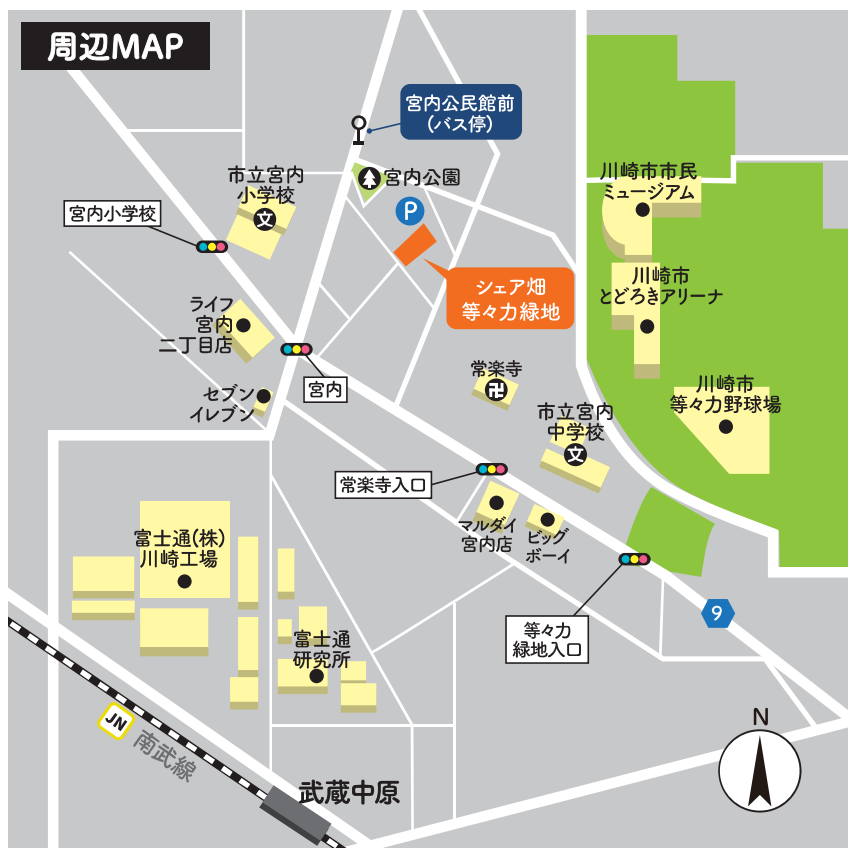 周辺MAP
宮内公民館前
(バス停)
宮内公園
P
市立宮内
小学校
文
宮内小学校
シェア畑
等々力緑地
川崎市市民
ミュージアム
川崎市
とどろきアリーナ
川崎市
等々力野球場
ライフ
宮内
二丁目店
宮内
セブン
イレブン
常楽寺
卍
市立宮内
中学校
文
常楽寺入口
マルダイ
宮内店
ビッグ
ボーイ
等々力
緑地入口
9
富士通(株)
川崎工場
富士通
研究所
JN
南武線
武蔵中原
N